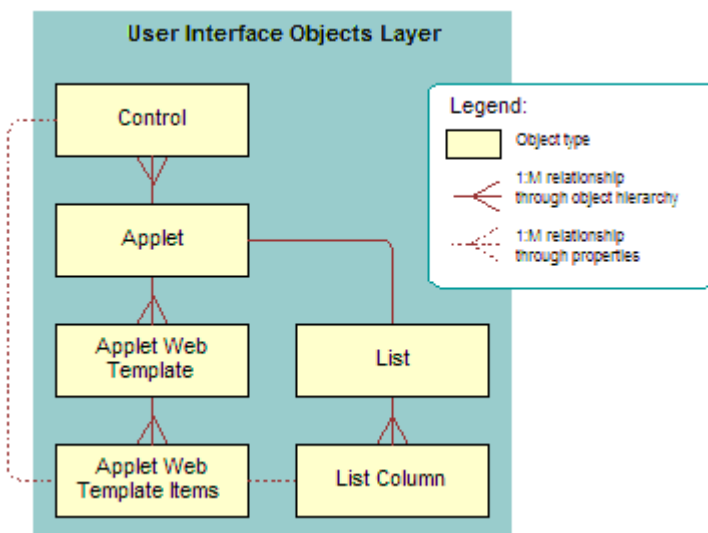 User Interface Objects Layer
Control
Applet
Applet Web
Template
List
Applet Web
Template Items
List Column
Legend:
Object type
1:M relationship
through object hierarchy
1:M relationship
through properties